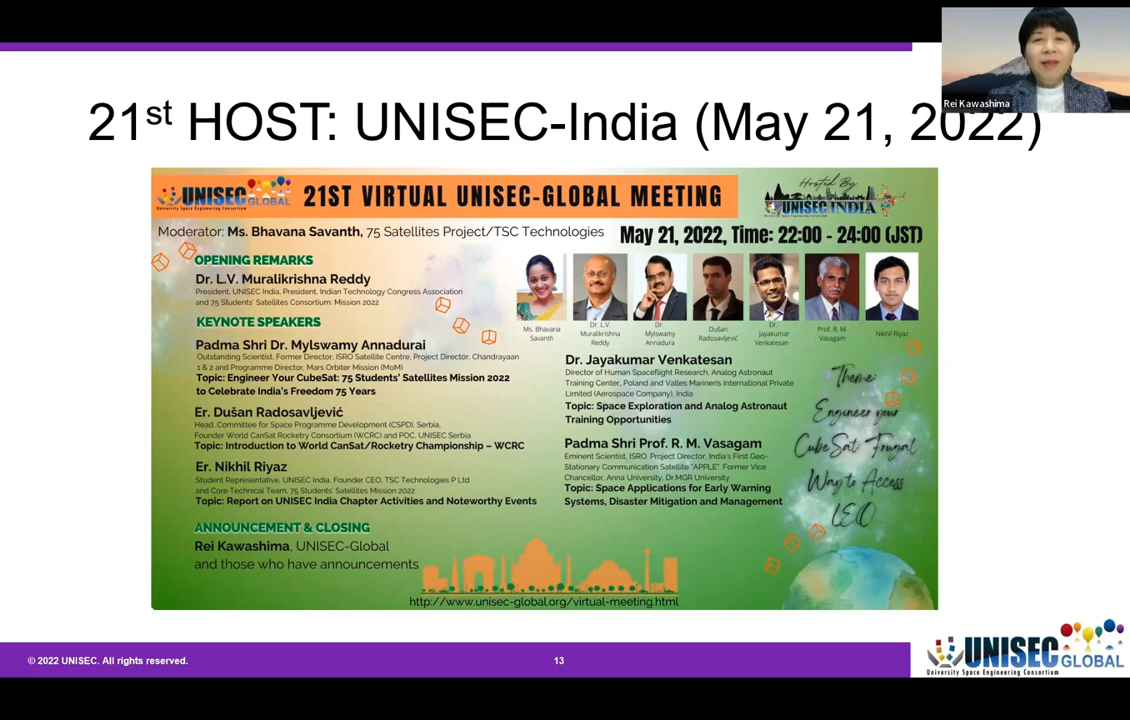 Rei Kawashima
21st HOST: UNISEC-India (May 21, 2022)
UNISEC GLOBAL
University Space Engineering Consortium
21ST VIRTUAL UNISEC-GLOBAL MEETING
Hosted By
UNISEC INDIA
Moderator: Ms. Bhavana Savanth, 75 Satellites Project/TSC Technologies
May 21, 2022, Time: 22:00 - 24:00 (JST)
OPENING REMARKS
Dr. L.V. Muralikrishna Reddy
President, UNISEC India, President, Indian Technology Congress Association
and 75 Students' Satellites Consortium: Mission 2022
KEYNOTE SPEAKERS
Padma Shri Dr. Mylswamy Annadurai
Outstanding Scientist, Former Director, ISRO Satellite Centre, Project Director, Chandrayaan
1 & 2 and Programme Director, Mars Orbiter Mission (MoM)
Topic: Engineer Your CubeSat: 75 Students' Satellites Mission 2022
to Celebrate India's Freedom 75 Years
Er. Dušan Radosavljević
Head, Committee for Space Programme Development (CSPD), Serbia,
Founder World CanSat Rocketry Consortium (WCRC) and POC, UNISEC Serbia
Topic: Introduction to World CanSat/Rocketry Championship – WCRC
Er. Nikhil Riyaz
Student Representative, UNISEC India, Founder CEO, TSC Technologies P Ltd
and Core Technical Team, 75 Students' Satellites Mission 2022
Topic: Report on UNISEC India Chapter Activities and Noteworthy Events
ANNOUNCEMENT & CLOSING
Rei Kawashima, UNISEC-Global
and those who have announcements
Ms. Bhavana
Savanth
Dr. L.V.
Muralikrishna
Reddy
Dr.
Mylswamy
Annadura
Dušan
Radosavljević
Dr.
Jayakumar
Venkatesan
Prof. R. M.
Vasagam
Nikhil Riyaz
Dr. Jayakumar Venkatesan
Director of Human Spaceflight Research, Analog Astronaut
Training Center, Poland and Valles Marineris International Private
Limited (Aerospace Company), India
Topic: Space Exploration and Analog Astronaut
Training Opportunities
Padma Shri Prof. R. M. Vasagam
Eminent Scientist, ISRO. Project Director, India's First Geo-
Stationary Communication Satellite "APPLE". Former Vice
Chancellor, Anna University, Dr.MGR University
Topic: Space Applications for Early Warning
Systems, Disaster Mitigation and Management
Theme:
Engineer your
CubeSat: Frugal
Way to Access
LEO
http://www.unisec-global.org/virtual-meeting.html
© 2022 UNISEC. All rights reserved.
13
UNISEC GLOBAL
University Space Engineering Consortium